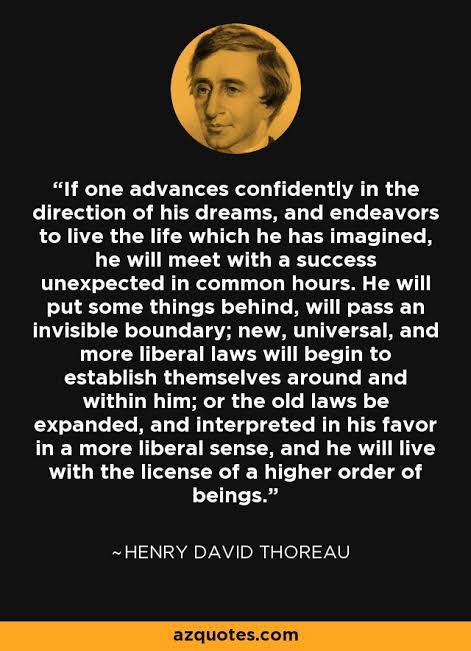 “If one advances confidently in the
direction of his dreams, and endeavors
to live the life which he has imagined,
he will meet with a success
unexpected in common hours. He will
put some things behind, will pass an
invisible boundary; new, universal, and
more liberal laws will begin to
establish themselves around and
within him; or the old laws be
expanded, and interpreted in his favor
in a more liberal sense, and he will live
with the license of a higher order of
beings.”
~HENRY DAVID THOREAU
azquotes.com